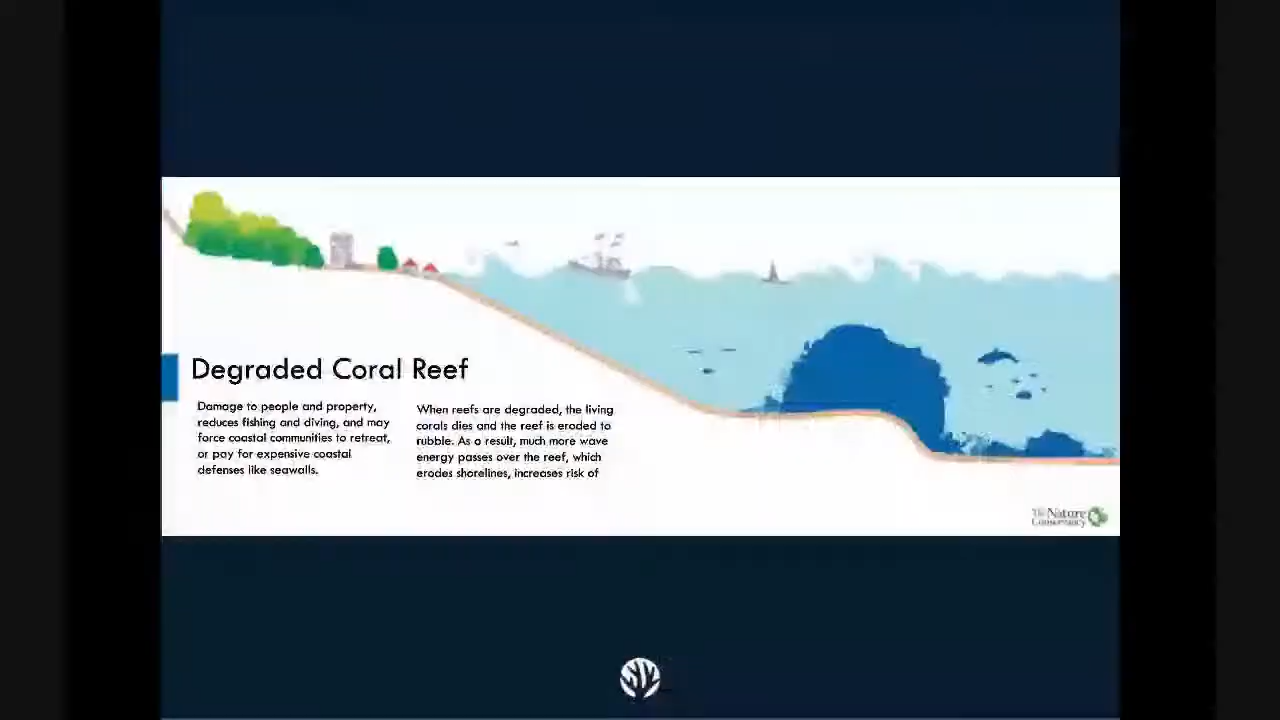 Degraded Coral Reef
Damage to people and property,
reduces fishing and diving, and may
force coastal communities to retreat,
or pay for expensive coastal
defenses like seawalls.
When reefs are degraded, the living
corals dies and the reef is eroded to
rubble. As a result, much more wave
energy passes over the reef, which
erodes shorelines, increases risk of
The Nature
Conservancy